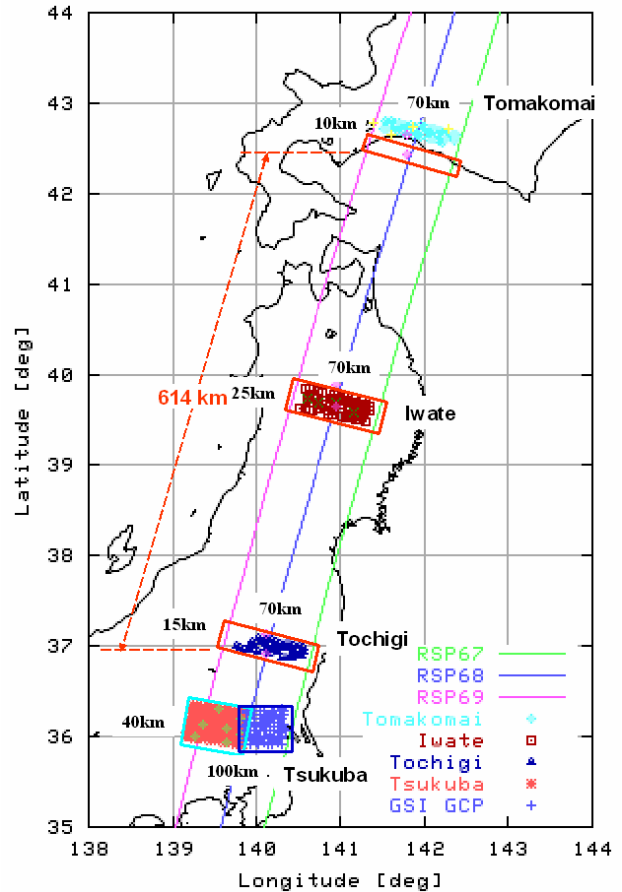 44
43
42
41
40
39
38
37
36
35
Latitude [deg]
70km
Tomakomai
10km
614 km
70km
25km
Iwate
70km
15km
Tochigi
40km
100km
Tsukuba
RSP67
RSP68
RSP69
Tomakomai
Iwate
Tochigi
Tsukuba
GSI GCP
138 139 140 141 142 143 144
Longitude [deg]